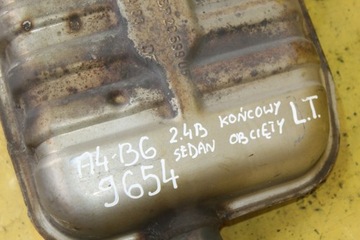 A4·B6 2.4B KOŃCOWY L.T.
SEDAN OBCIĘTY
9654